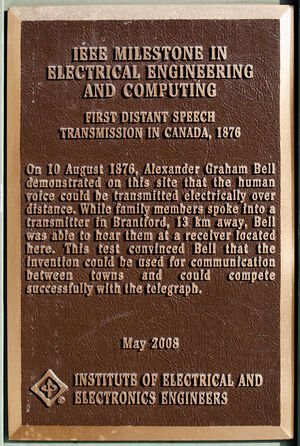 IEEE MILESTONE IN
ELECTRICAL ENGINEERING
AND COMPUTING
FIRST DISTANT SPEECH
TRANSMISSION IN CANADA, 1876
On 10 August 1876, Alexander Graham Bell
demonstrated on this site that the human
voice could be transmitted electrically over
distance. While family members spoke into a
transmitter in Brantford, 13 km away, Bell
was able to hear them at a receiver located
here. This test convinced Bell that the
invention could be used for communication
between towns and could compete
successfully with the telegraph.
May 2008
INSTITUTE OF ELECTRICAL AND
ELECTRONICS ENGINEERS